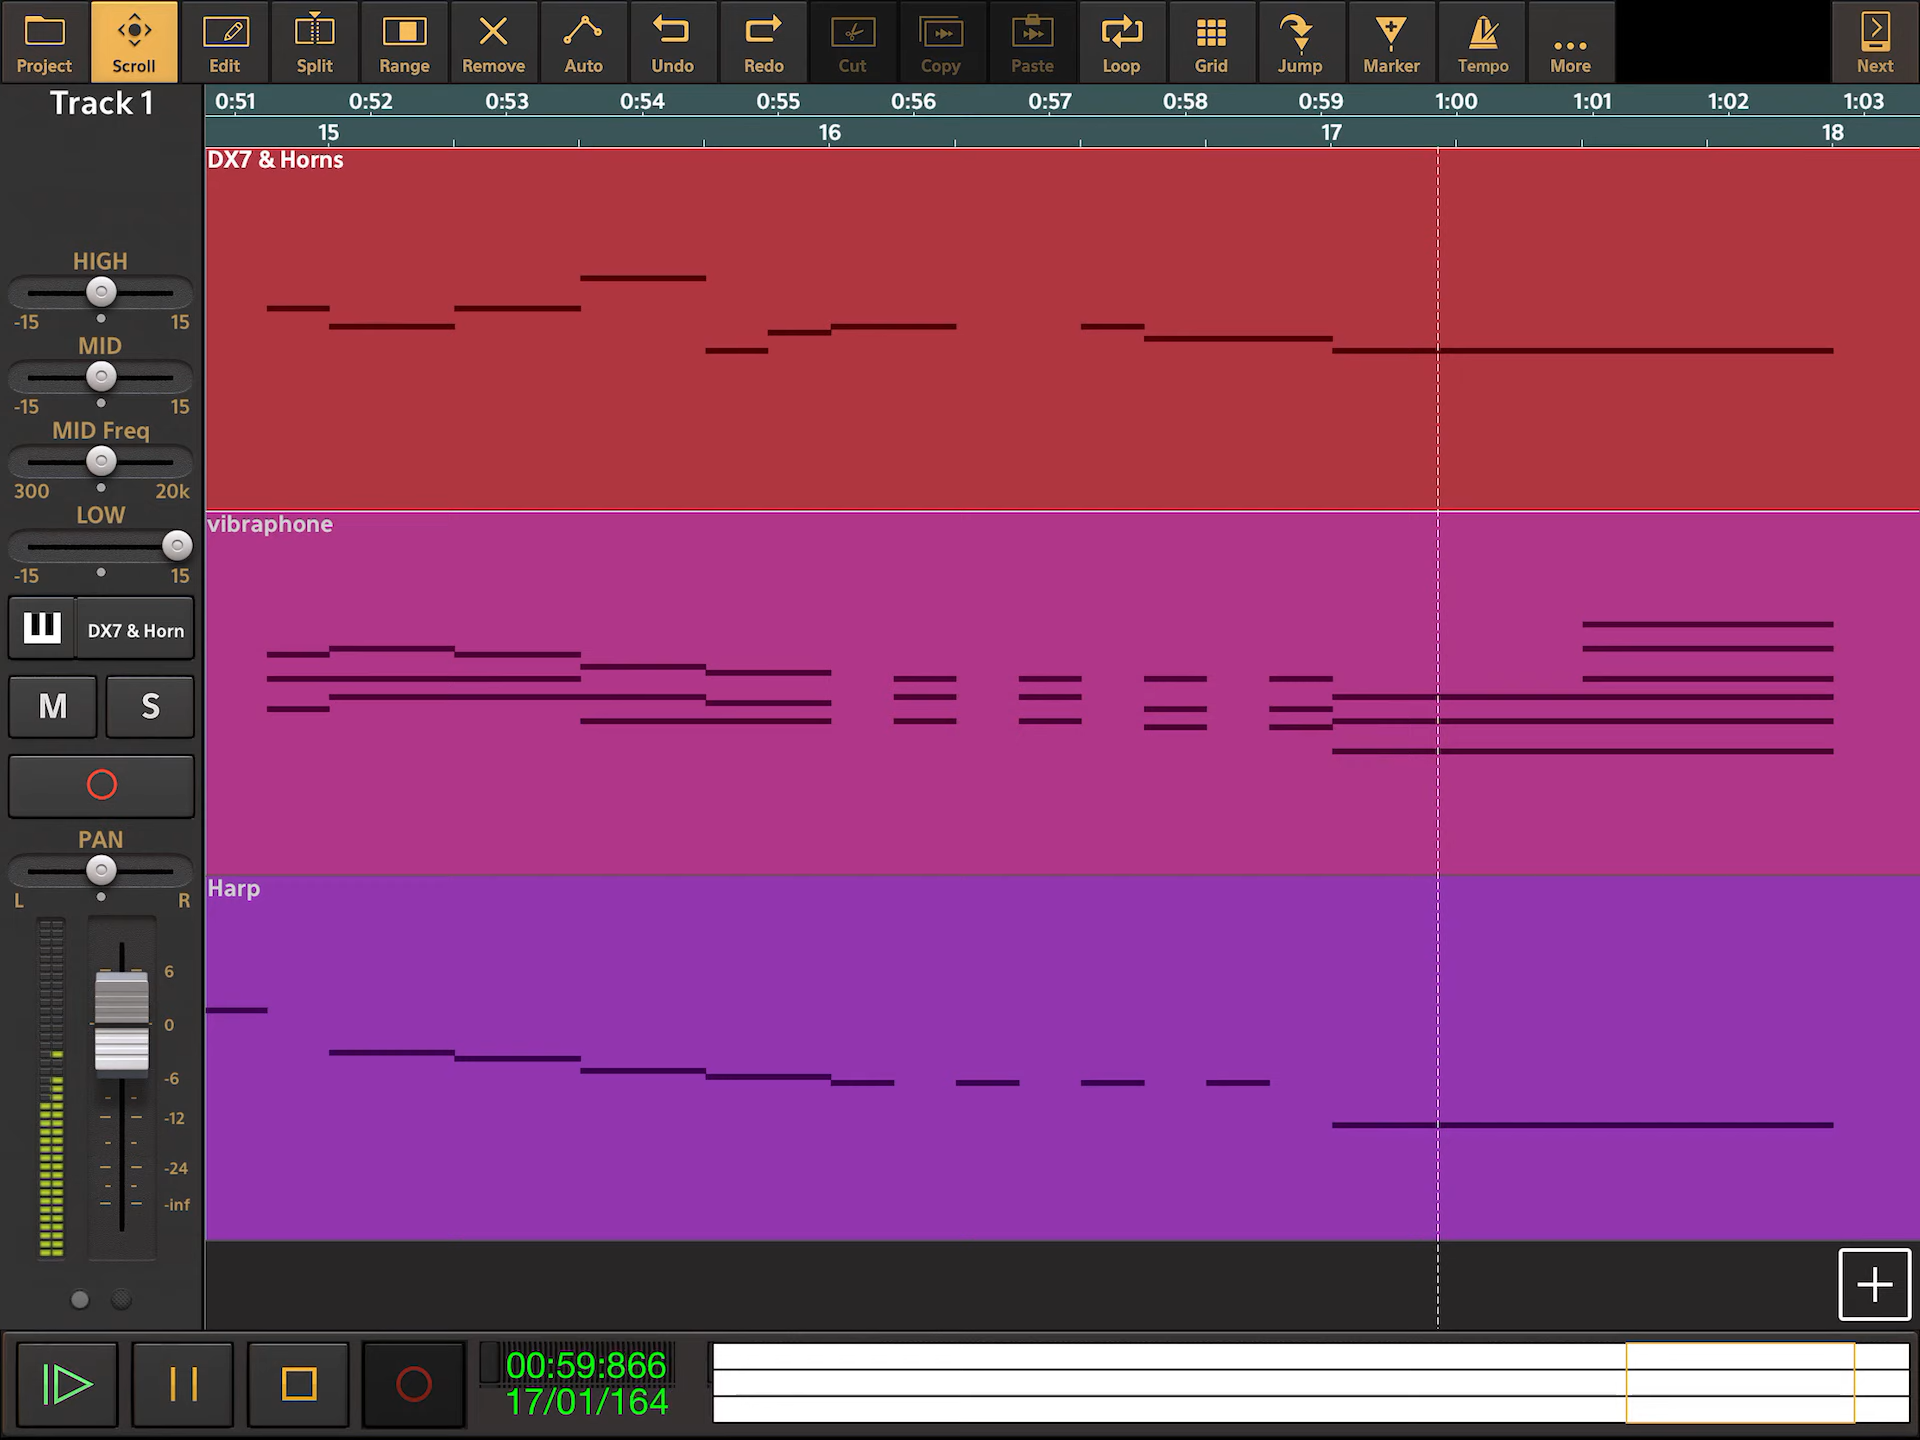 Project Scroll Edit Split Range Remove Auto Undo Redo Cut Copy Paste Loop Grid Jump Marker Tempo More Next
Track 1
0:51 0:52 0:53 0:54 0:55 0:56 0:57 0:58 0:59 1:00 1:01 1:02 1:03
15 16 17 18
DX7 & Horns
HIGH
-15 15
MID
-15 15
MID Freq
300 20k
LOW
-15 15
DX7 & Horn
M S
PAN
L R
6
0
-6
-12
-24
-inf
vibraphone
Harp
00:59:866
17/01/164